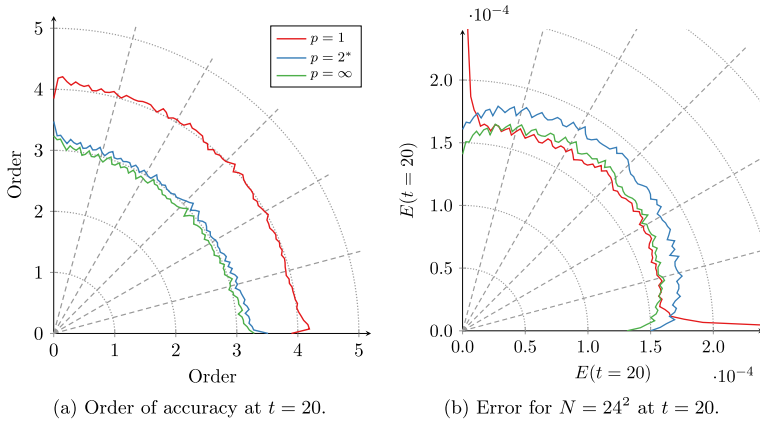 ·10⁻⁴
5
4
3
2
1
0
Order
0
1
2
3
4
5
Order
p = 1
p = 2*
p = ∞
2.0
1.5
1.0
0.5
0.0
E(t = 20)
0.0
0.5
1.0
1.5
2.0
E(t = 20)
·10⁻⁴
(a) Order of accuracy at t = 20.
(b) Error for N = 24² at t = 20.